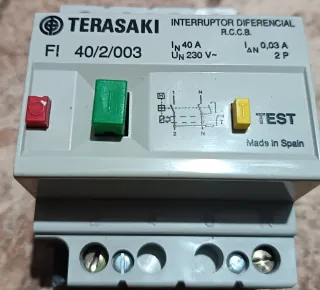 TERASAKI
INTERRUPTOR DIFERENCIAL
R.C.C.B.
FI 40/2/003
IN 40 A IΔN 0,03 A
UN 230 V~ 2 P
TEST
Made in Spain